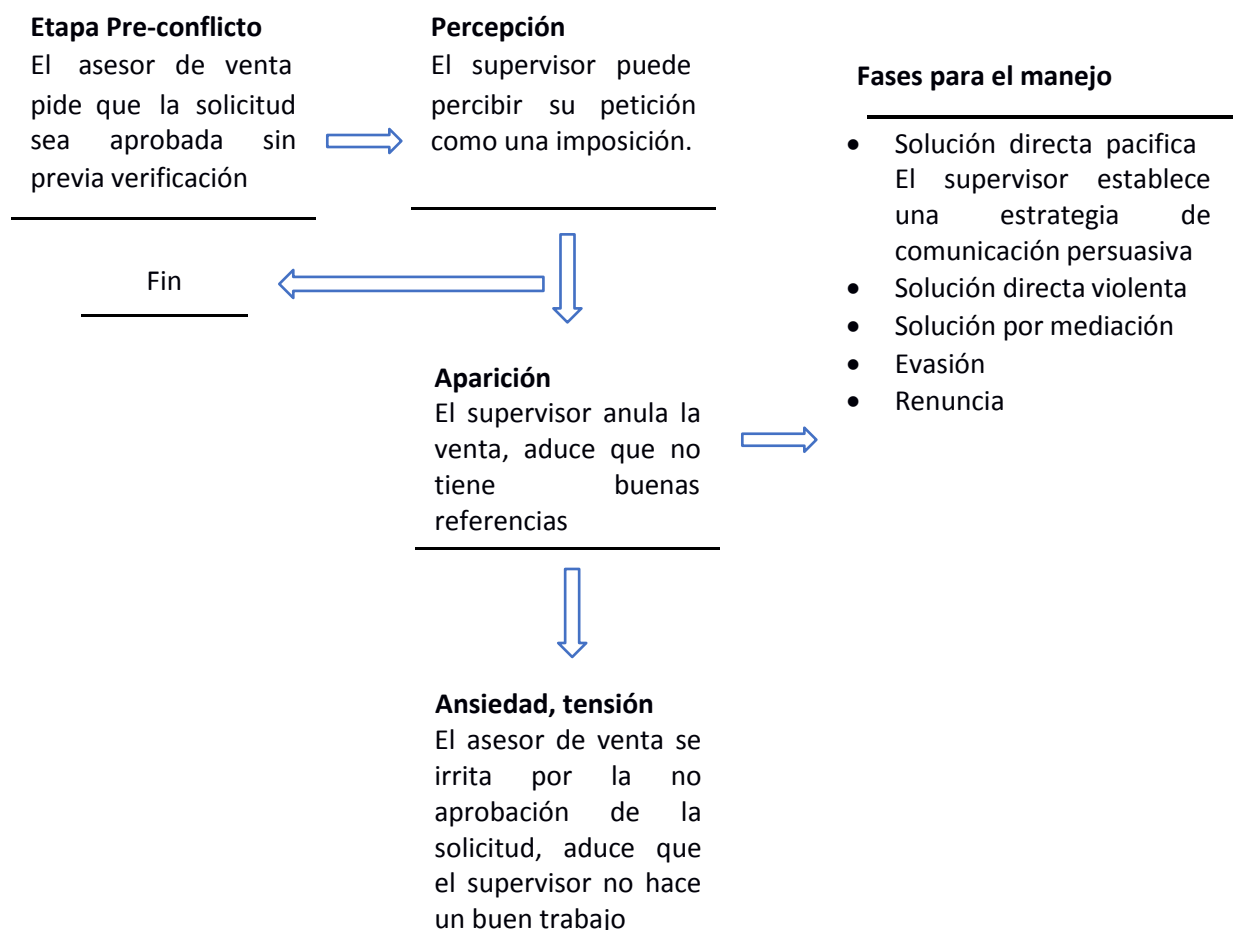 Etapa Pre-conflicto
El asesor de venta
pide que la solicitud
sea aprobada sin
previa verificación
Percepción
El supervisor puede
percibir su petición
como una imposición.
Fases para el manejo
• Solución directa pacifica
El supervisor establece
una estrategia de
comunicación persuasiva
• Solución directa violenta
• Solución por mediación
• Evasión
• Renuncia
Fin
Aparición
El supervisor anula la
venta, aduce que no
tiene buenas
referencias
Ansiedad, tensión
El asesor de venta se
irrita por la no
aprobación de la
solicitud, aduce que
el supervisor no hace
un buen trabajo